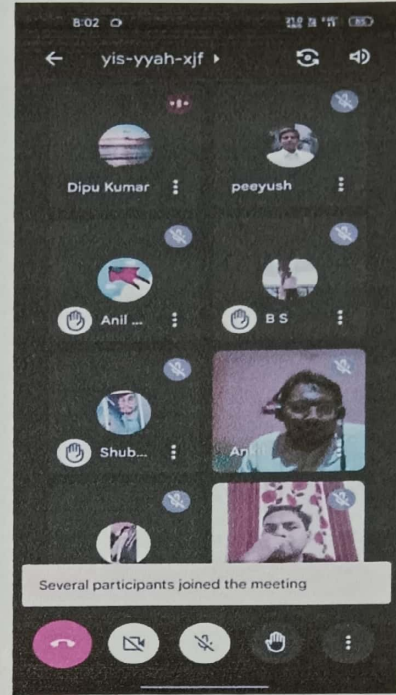 8:02
yis-yyah-xjf
Dipu Kumar
peeyush
Anil ...
B S
Shub...
Several participants joined the meeting